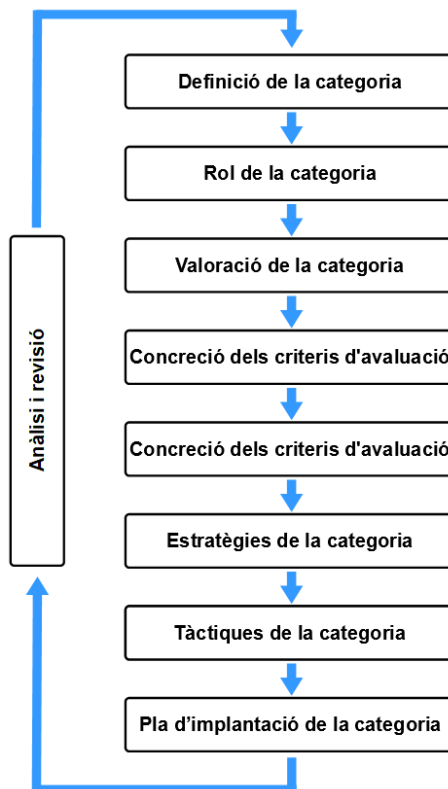 Definició de la categoria
Rol de la categoria
Valoració de la categoria
Concreció dels criteris d'avaluació
Concreció dels criteris d'avaluació
Estratègies de la categoria
Tàctiques de la categoria
Pla d’implantació de la categoria
Anàlisi i revisió